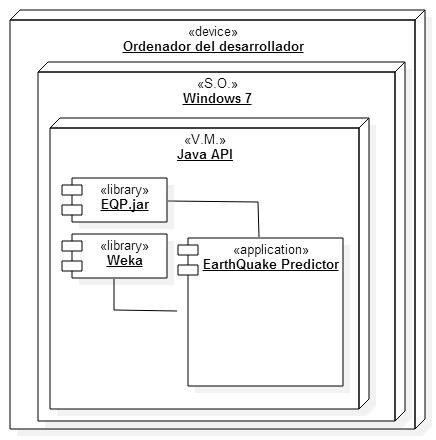 «device»
Ordenador del desarrollador
«S.O.»
Windows 7
«V.M.»
Java API
«library»
EQP.jar
«library»
Weka
«application»
EarthQuake Predictor